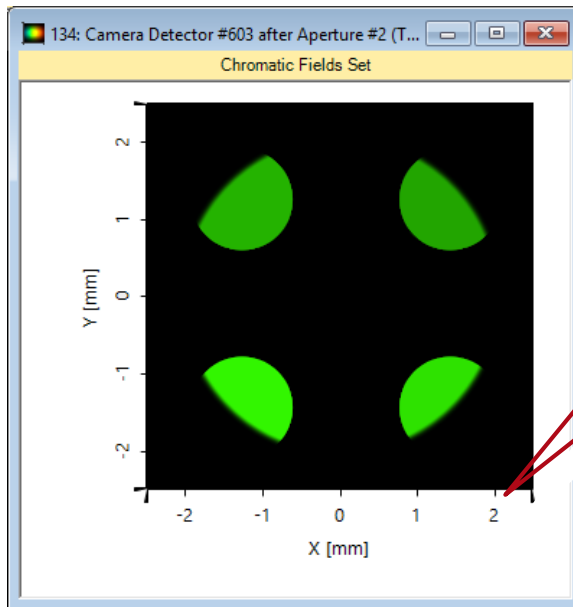 134: Camera Detector #603 after Aperture #2 (T...
Chromatic Fields Set
2
1
0
-1
-2
Y [mm]
-2 -1 0 1 2
X [mm]